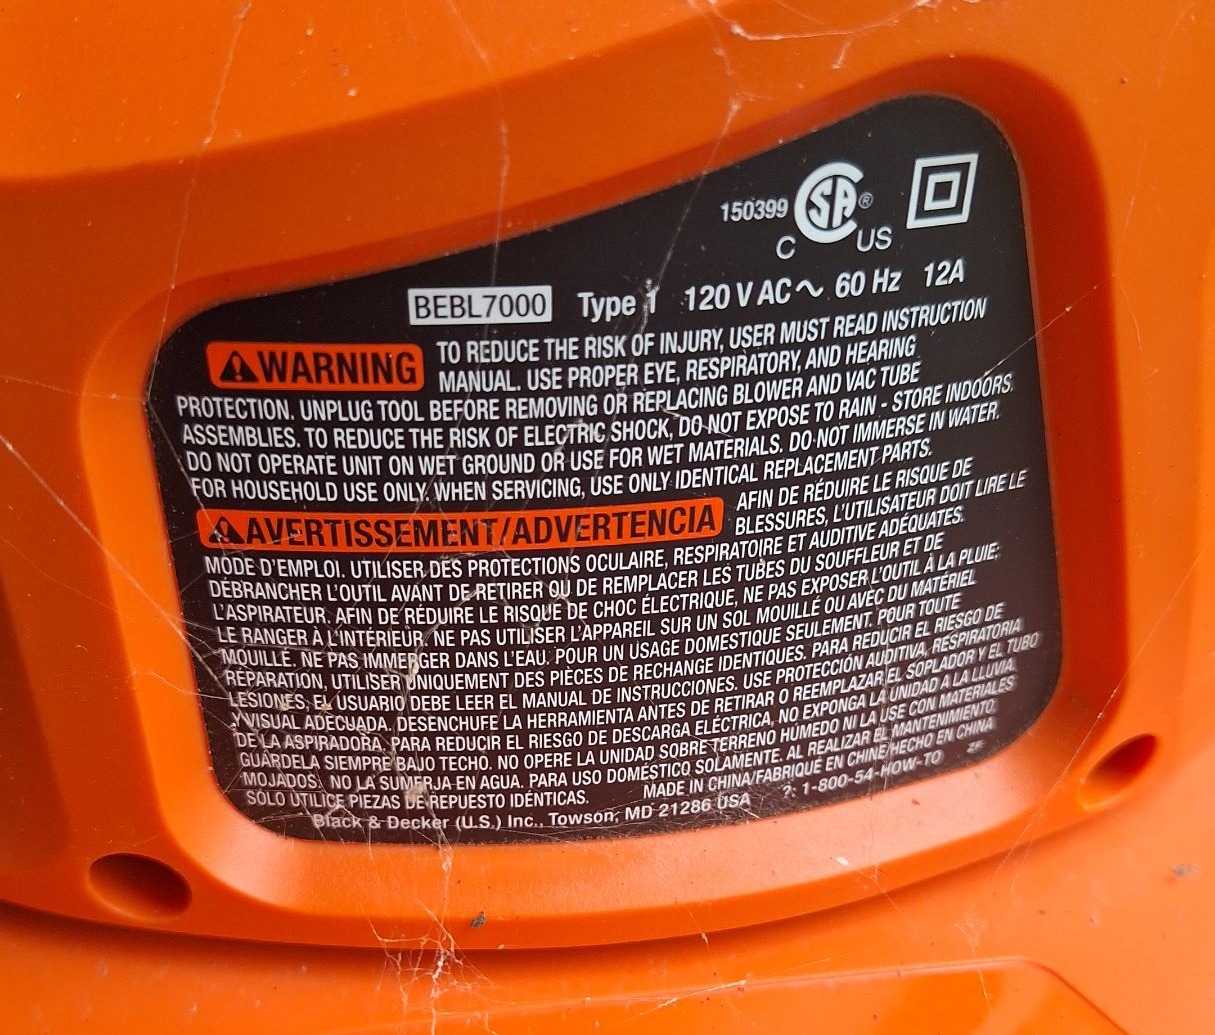 150399 SA ®
C US
BEBL7000 Type 1 120 V AC ~ 60 Hz 12A
WARNING TO REDUCE THE RISK OF INJURY, USER MUST READ INSTRUCTION
MANUAL. USE PROPER EYE, RESPIRATORY, AND HEARING
PROTECTION. UNPLUG TOOL BEFORE REMOVING OR REPLACING BLOWER AND VAC TUBE
ASSEMBLIES. TO REDUCE THE RISK OF ELECTRIC SHOCK, DO NOT EXPOSE TO RAIN - STORE INDOORS.
DO NOT OPERATE UNIT ON WET GROUND OR USE FOR WET MATERIALS. DO NOT IMMERSE IN WATER.
FOR HOUSEHOLD USE ONLY. WHEN SERVICING, USE ONLY IDENTICAL REPLACEMENT PARTS.
AVERTISSEMENT/ADVERTENCIA AFIN DE RÉDUIRE LE RISQUE DE
BLESSURES, L'UTILISATEUR DOIT LIRE LE
MODE D'EMPLOI. UTILISER DES PROTECTIONS OCULAIRE, RESPIRATOIRE ET AUDITIVE ADÉQUATES.
DÉBRANCHER L'OUTIL AVANT DE RETIRER OU DE REMPLACER LES TUBES DU SOUFFLEUR ET DE
L'ASPIRATEUR. AFIN DE RÉDUIRE LE RISQUE DE CHOC ÉLECTRIQUE, NE PAS EXPOSER L'OUTIL À LA PLUIE;
LE RANGER À L'INTÉRIEUR. NE PAS UTILISER L'APPAREIL SUR UN SOL MOUILLÉ OU AVEC DU MATÉRIEL
MOUILLÉ. NE PAS IMMERGER DANS L'EAU. POUR UN USAGE DOMESTIQUE SEULEMENT. POUR TOUTE
RÉPARATION, UTILISER UNIQUEMENT DES PIÈCES DE RECHANGE IDENTIQUES. PARA REDUCIR EL RIESGO DE
LESIONES, EL USUARIO DEBE LEER EL MANUAL DE INSTRUCCIONES. USE PROTECCIÓN AUDITIVA, RESPIRATORIA
Y VISUAL ADECUADA. DESENCHUFE LA HERRAMIENTA ANTES DE RETIRAR O REEMPLAZAR EL SOPLADOR Y EL TUBO
DE LA ASPIRADORA. PARA REDUCIR EL RIESGO DE DESCARGA ELÉCTRICA, NO EXPONGA LA UNIDAD A LA LLUVIA.
GUÁRDELA SIEMPRE BAJO TECHO. NO OPERE LA UNIDAD SOBRE TERRENO HÚMEDO NI LA USE CON MATERIALES
MOJADOS. NO LA SUMERJA EN AGUA. PARA USO DOMÉSTICO SOLAMENTE. AL REALIZAR EL MANTENIMIENTO,
SÓLO UTILICE PIEZAS DE REPUESTO IDÉNTICAS. MADE IN CHINA/FABRIQUÉ EN CHINE/HECHO EN CHINA
Black & Decker (U.S.) Inc., Towson, MD 21286 USA ?: 1-800-54-HOW-TO